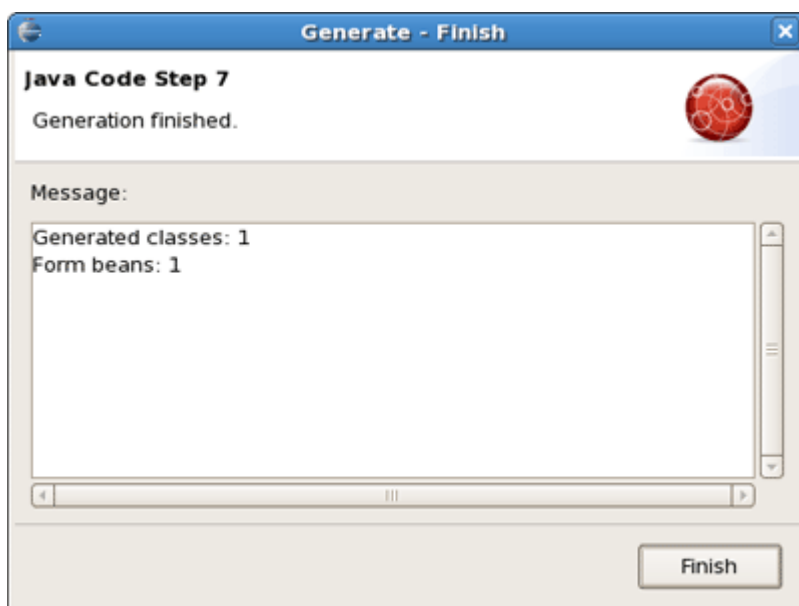 Generate - Finish
Java Code Step 7
Generation finished.
Message:
Generated classes: 1
Form beans: 1
Finish